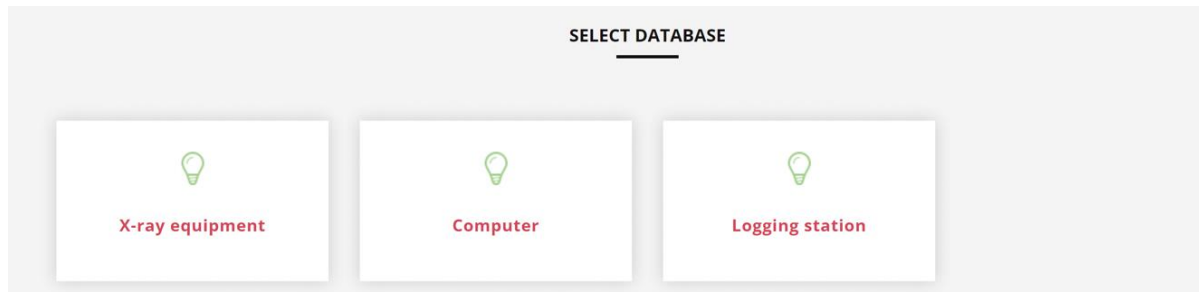 SELECT DATABASE
X-ray equipment
Computer
Logging station